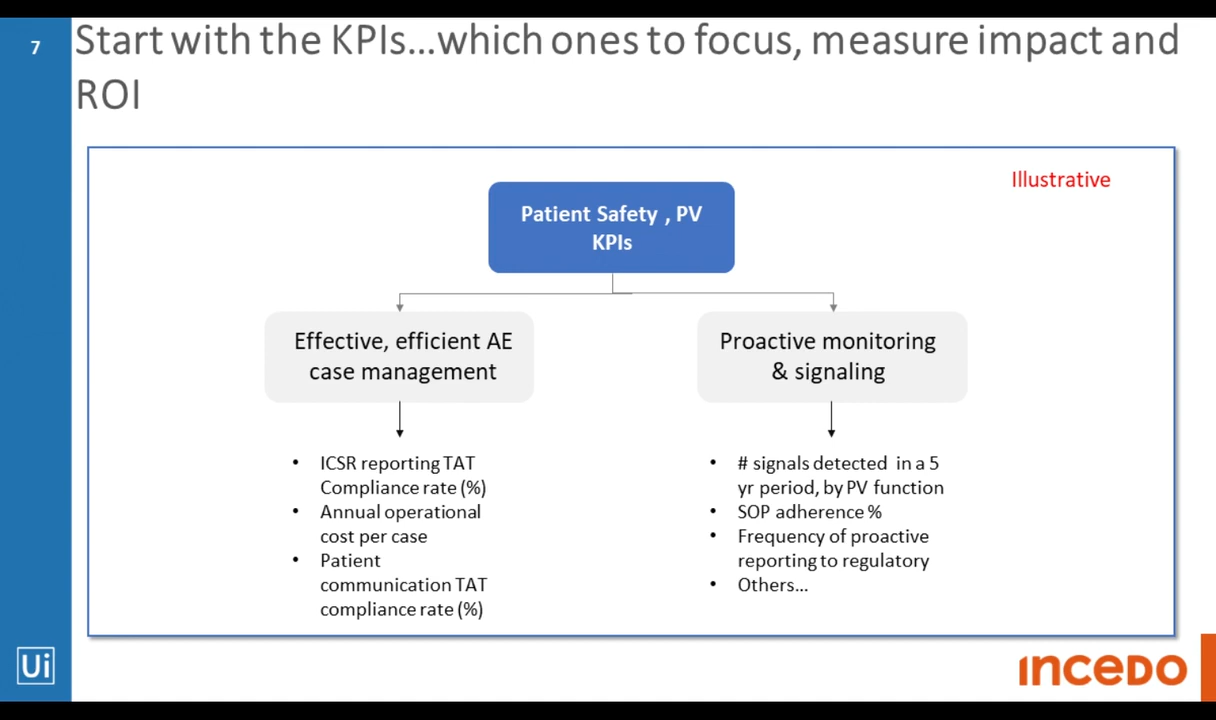 7
Start with the KPIs...which ones to focus, measure impact and
ROI
Illustrative
Patient Safety , PV
KPIs
Effective, efficient AE
case management
Proactive monitoring
& signaling
• ICSR reporting TAT
Compliance rate (%)
• Annual operational
cost per case
• Patient
communication TAT
compliance rate (%)
• # signals detected in a 5
yr period, by PV function
• SOP adherence %
• Frequency of proactive
reporting to regulatory
• Others...
Ui
INCEDO